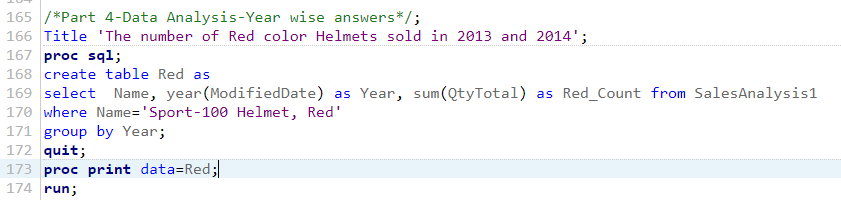 165 /*Part 4-Data Analysis-Year wise answers*/;
166 Title 'The number of Red color Helmets sold in 2013 and 2014';
167 proc sql;
168 create table Red as
169 select  Name, year(ModifiedDate) as Year, sum(QtyTotal) as Red_Count from SalesAnalysis1
170 where Name='Sport-100 Helmet, Red'
171 group by Year;
172 quit;
173 proc print data=Red;
174 run;